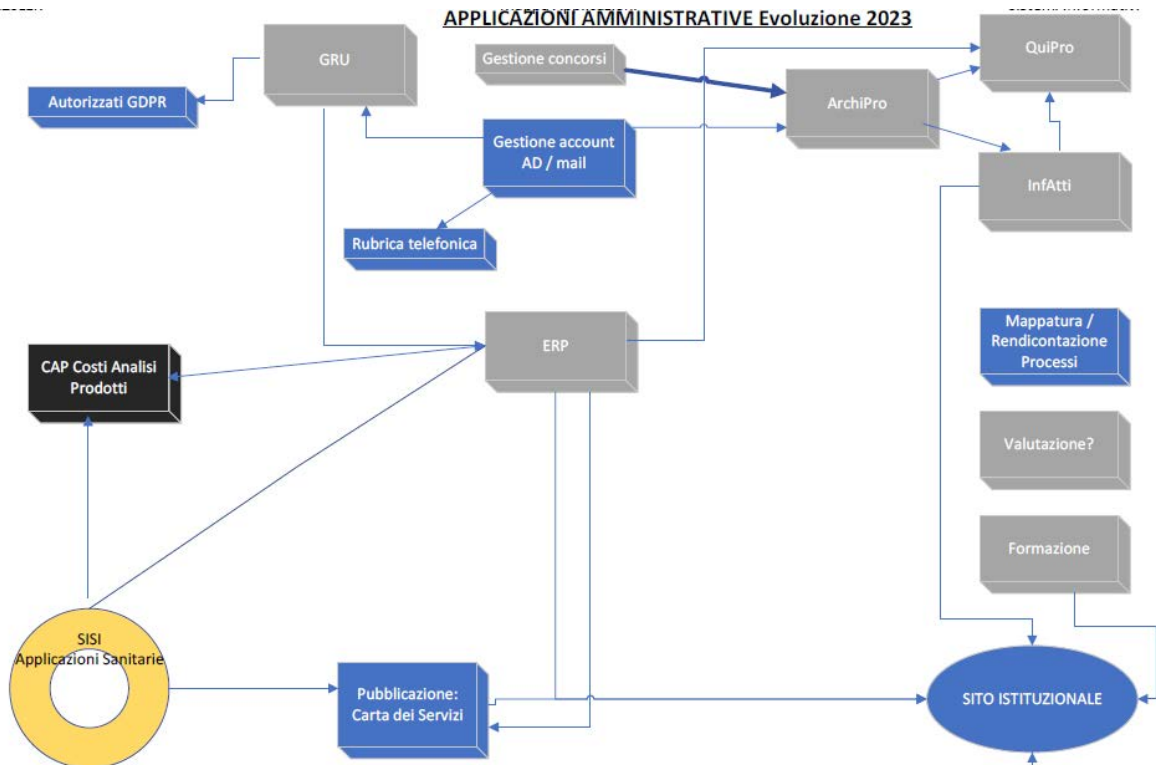 APPLICAZIONI AMMINISTRATIVE Evoluzione 2023
GRU
Gestione concorsi
QuiPro
Autorizzati GDPR
ArchiPro
Gestione account
AD / mail
InfAtti
Rubrica telefonica
ERP
Mappatura /
Rendicontazione
Processi
CAP Costi Analisi
Prodotti
Valutazione?
Formazione
SISI
Applicazioni Sanitarie
Pubblicazione:
Carta dei Servizi
SITO ISTITUZIONALE